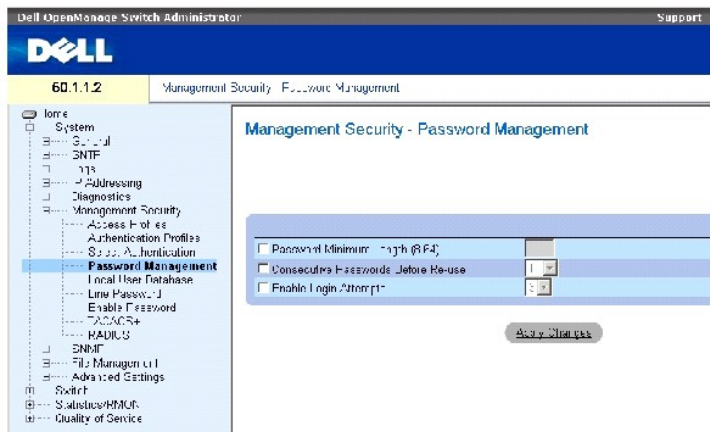 Dell OpenManage Switch Administrator
Support
DELL
60.1.1.2
Management Security - Password Management
Home
System
General
SNTP
Logs
IP Addressing
Diagnostics
Management Security
Access Profiles
Authentication Profiles
Select Authentication
Password Management
Local User Database
Line Password
Enable Password
TACACS+
RADIUS
SNMP
File Management
Advanced Settings
Switch
Statistics/RMON
Quality of Service
Management Security - Password Management
Password Minimum Length (8-64)
Consecutive Passwords Before Re-use
1
Enable Login Attempts
Apply Changes